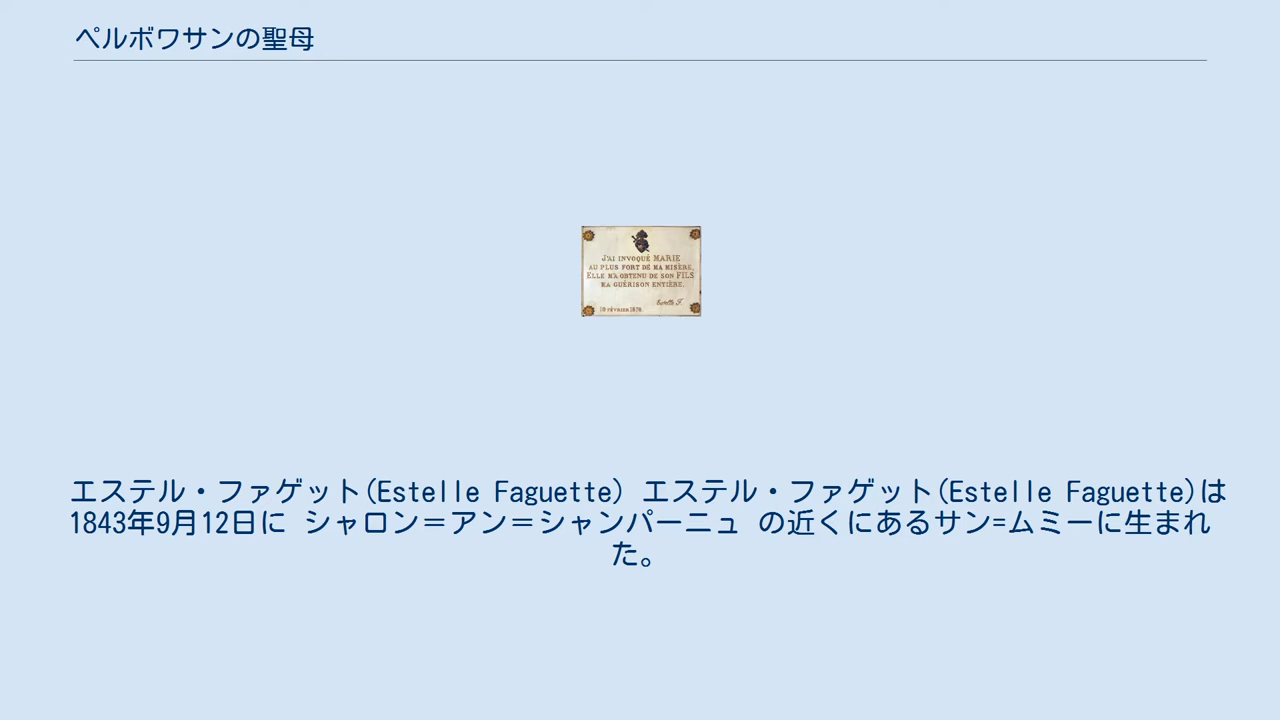 ペルボワサンの聖母
J'AI INVOQUÉ MARIE
AU PLUS FORT DE MA MISÈRE.
ELLE M'A OBTENU DE SON FILS
MA GUÉRISON ENTIÈRE.
Estelle F.
19 FÉVRIER 1876
エステル・ファゲット(Estelle Faguette) エステル・ファゲット(Estelle Faguette)は
1843年9月12日に シャロン＝アン＝シャンパーニュ の近くにあるサン=ムミーに生まれ
た。